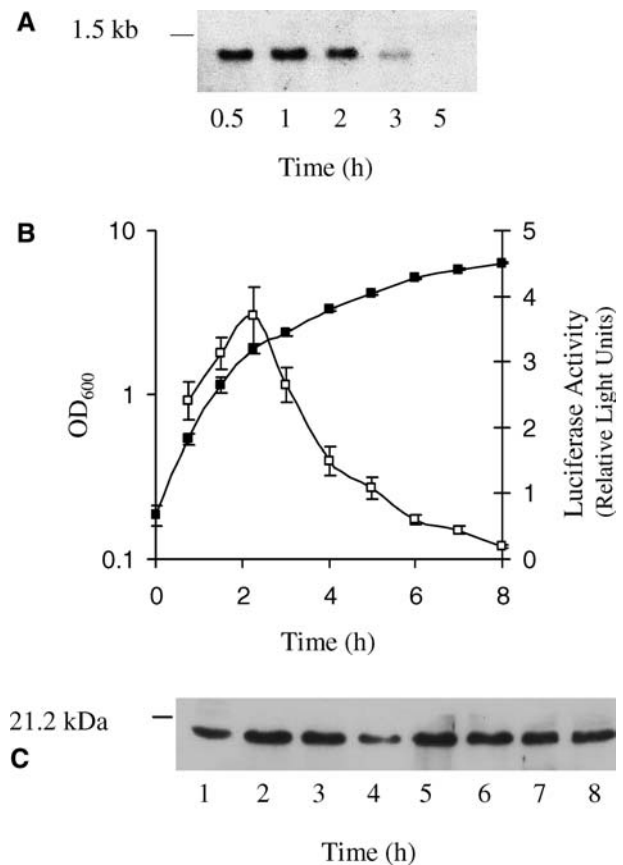 A
1.5 kb
0.5 1 2 3 5
Time (h)
B
10
1
0.1
OD600
5
4
3
2
1
0
Luciferase Activity
(Relative Light Units)
0 2 4 6 8
Time (h)
21.2 kDa
C
1 2 3 4 5 6 7 8
Time (h)